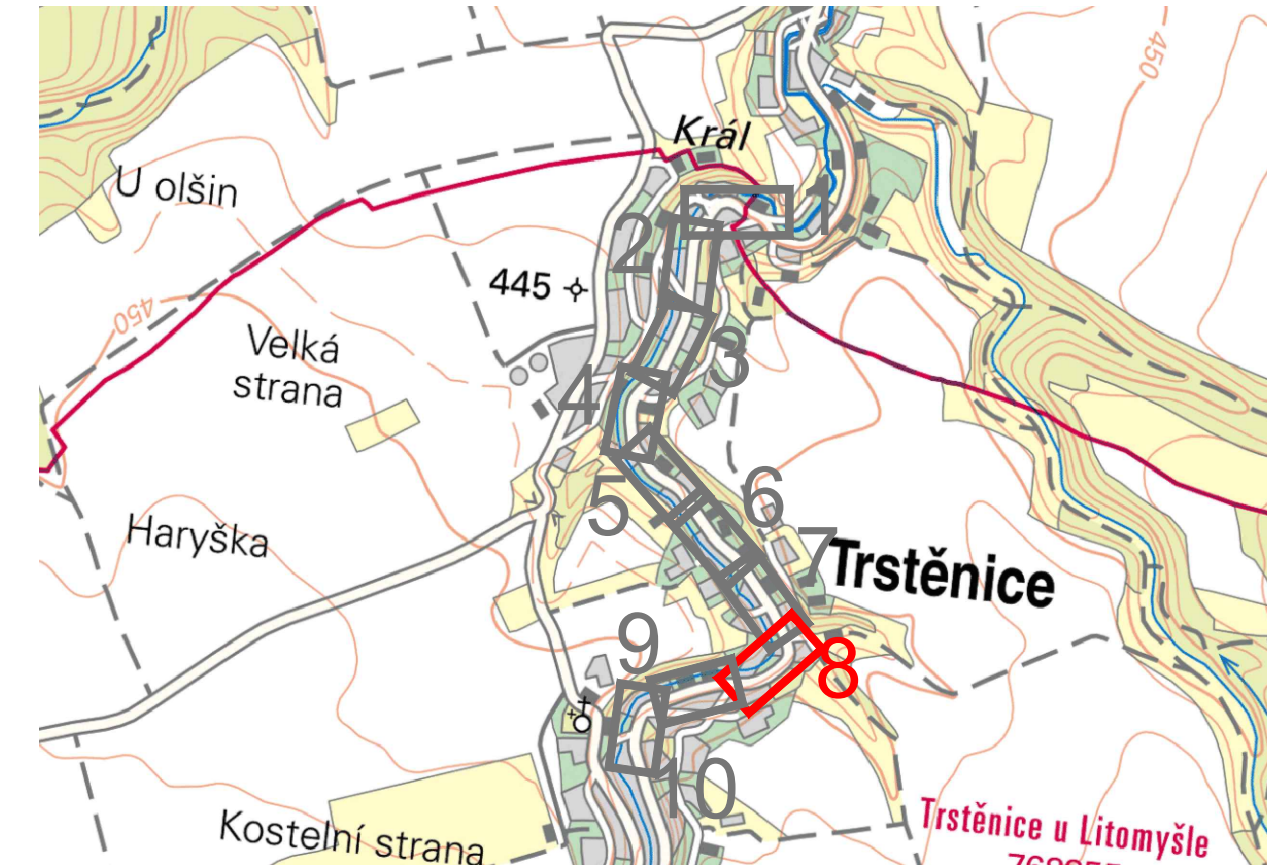 450
Král
U olšin
1
2
445
450
Velká
strana
3
4
Haryška
5
6
7
Trstěnice
8
9
10
Trstěnice u Litomyšle
Kostelní strana